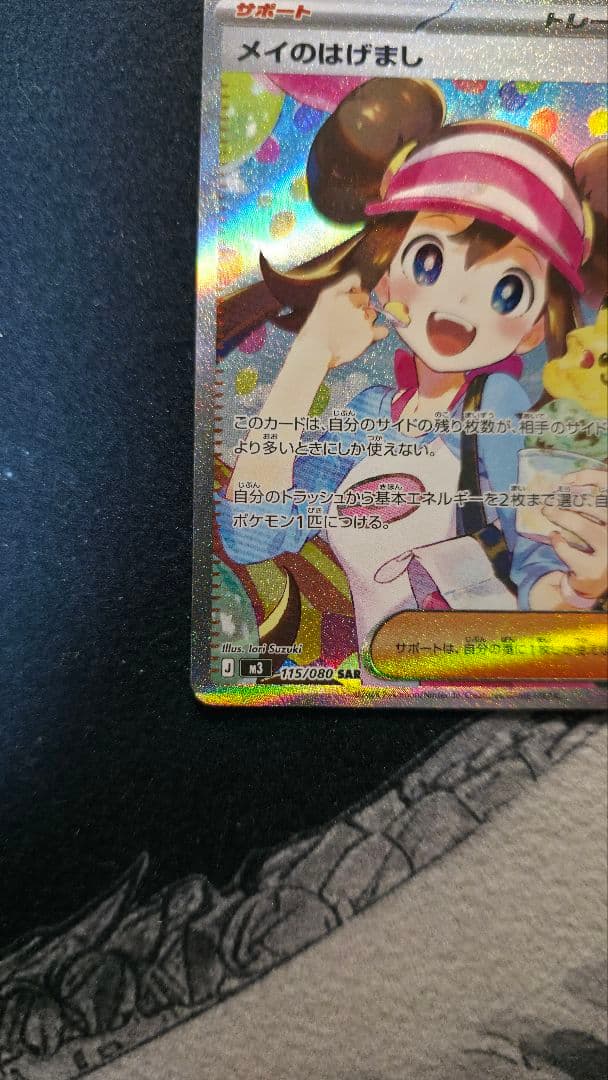 サポート
トレー
メイのはげまし
このカードは、自分のサイドの残り枚数が、相手のサイド
より多いときにしか使えない。
自分のトラッシュから基本エネルギーを2枚まで選び、自
ポケモン1匹につける。
サポートは、自分の番に1枚しか使え
Illus. Iori Suzuki
J M3 115/080 SAR